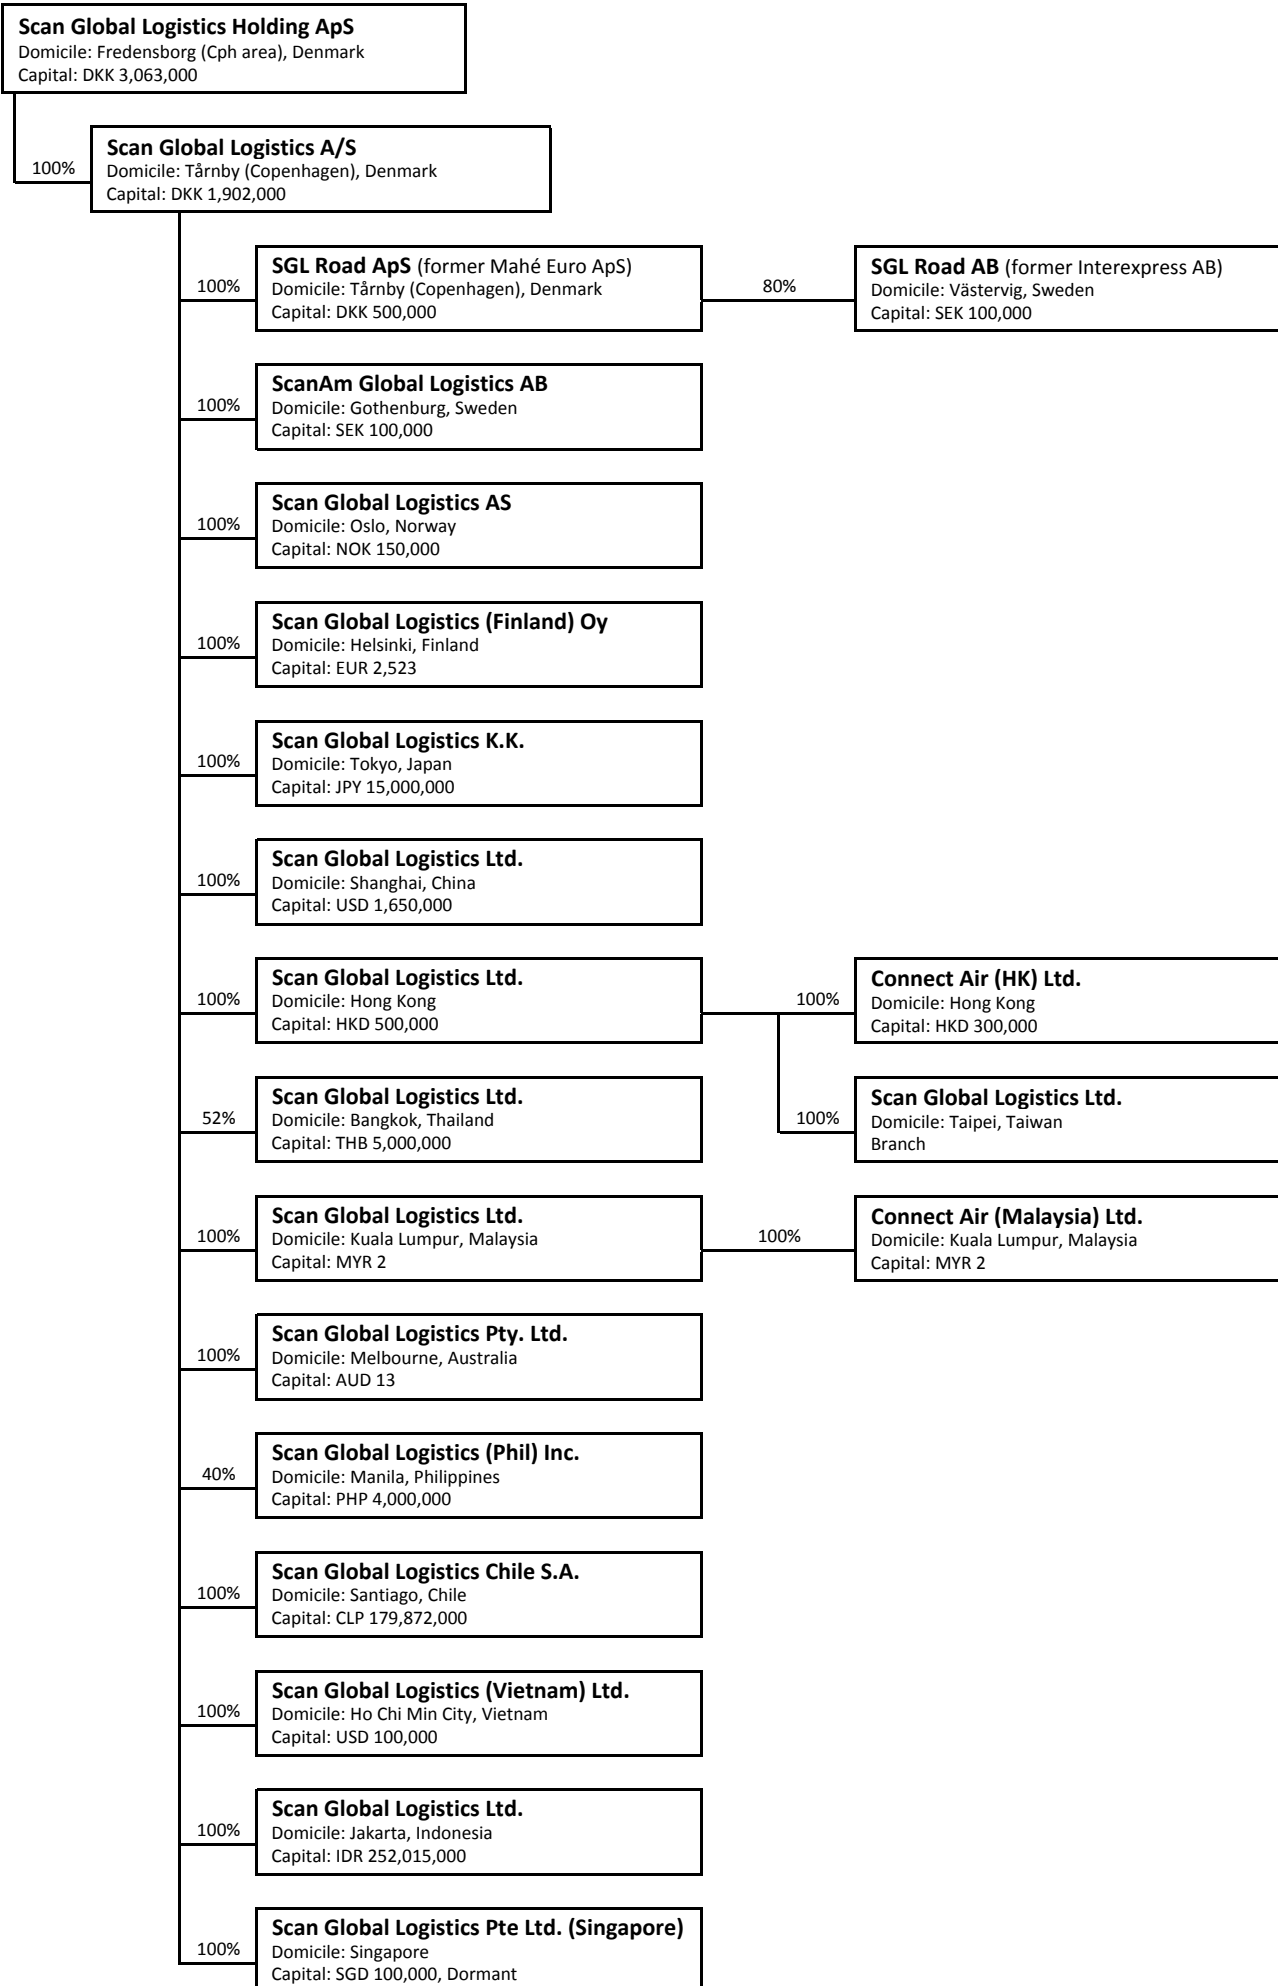 Scan Global Logistics Holding ApS
Domicile: Fredensborg (Cph area), Denmark
Capital: DKK 3,063,000
100%
Scan Global Logistics A/S
Domicile: Tårnby (Copenhagen), Denmark
Capital: DKK 1,902,000
100%
SGL Road ApS (former Mahé Euro ApS)
Domicile: Tårnby (Copenhagen), Denmark
Capital: DKK 500,000
80%
SGL Road AB (former Interexpress AB)
Domicile: Västervig, Sweden
Capital: SEK 100,000
100%
ScanAm Global Logistics AB
Domicile: Gothenburg, Sweden
Capital: SEK 100,000
100%
Scan Global Logistics AS
Domicile: Oslo, Norway
Capital: NOK 150,000
100%
Scan Global Logistics (Finland) Oy
Domicile: Helsinki, Finland
Capital: EUR 2,523
100%
Scan Global Logistics K.K.
Domicile: Tokyo, Japan
Capital: JPY 15,000,000
100%
Scan Global Logistics Ltd.
Domicile: Shanghai, China
Capital: USD 1,650,000
100%
Scan Global Logistics Ltd.
Domicile: Hong Kong
Capital: HKD 500,000
100%
Connect Air (HK) Ltd.
Domicile: Hong Kong
Capital: HKD 300,000
52%
Scan Global Logistics Ltd.
Domicile: Bangkok, Thailand
Capital: THB 5,000,000
100%
Scan Global Logistics Ltd.
Domicile: Taipei, Taiwan
Branch
100%
Scan Global Logistics Ltd.
Domicile: Kuala Lumpur, Malaysia
Capital: MYR 2
100%
Connect Air (Malaysia) Ltd.
Domicile: Kuala Lumpur, Malaysia
Capital: MYR 2
100%
Scan Global Logistics Pty. Ltd.
Domicile: Melbourne, Australia
Capital: AUD 13
40%
Scan Global Logistics (Phil) Inc.
Domicile: Manila, Philippines
Capital: PHP 4,000,000
100%
Scan Global Logistics Chile S.A.
Domicile: Santiago, Chile
Capital: CLP 179,872,000
100%
Scan Global Logistics (Vietnam) Ltd.
Domicile: Ho Chi Min City, Vietnam
Capital: USD 100,000
100%
Scan Global Logistics Ltd.
Domicile: Jakarta, Indonesia
Capital: IDR 252,015,000
100%
Scan Global Logistics Pte Ltd. (Singapore)
Domicile: Singapore
Capital: SGD 100,000, Dormant